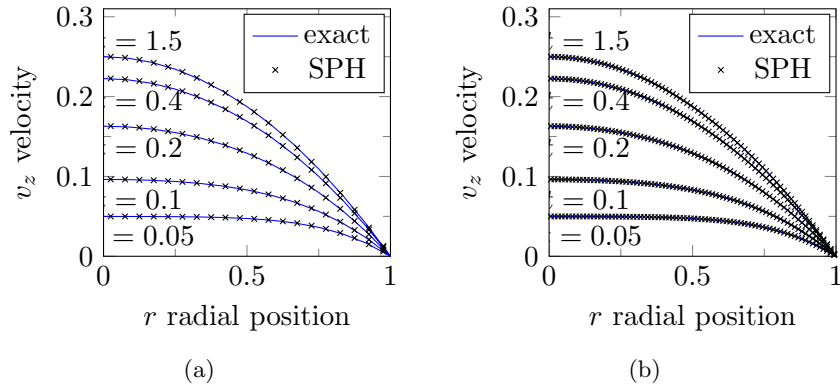 0.3
0.2
0.1
0
v_z velocity
= 1.5
= 0.4
= 0.2
= 0.1
= 0.05
exact
SPH
0
0.5
1
r radial position
(a)
0.3
0.2
0.1
0
v_z velocity
= 1.5
= 0.4
= 0.2
= 0.1
= 0.05
exact
SPH
0
0.5
1
r radial position
(b)